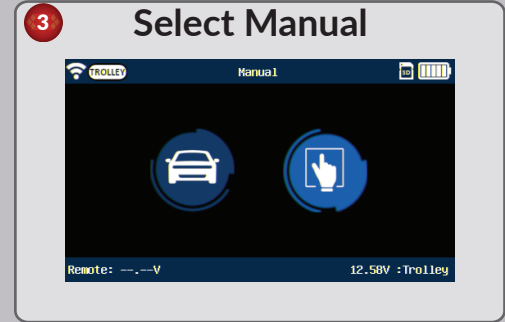 3
Select Manual
TROLLEY Manual SD
Remote: --.--V 12.58V :Trolley